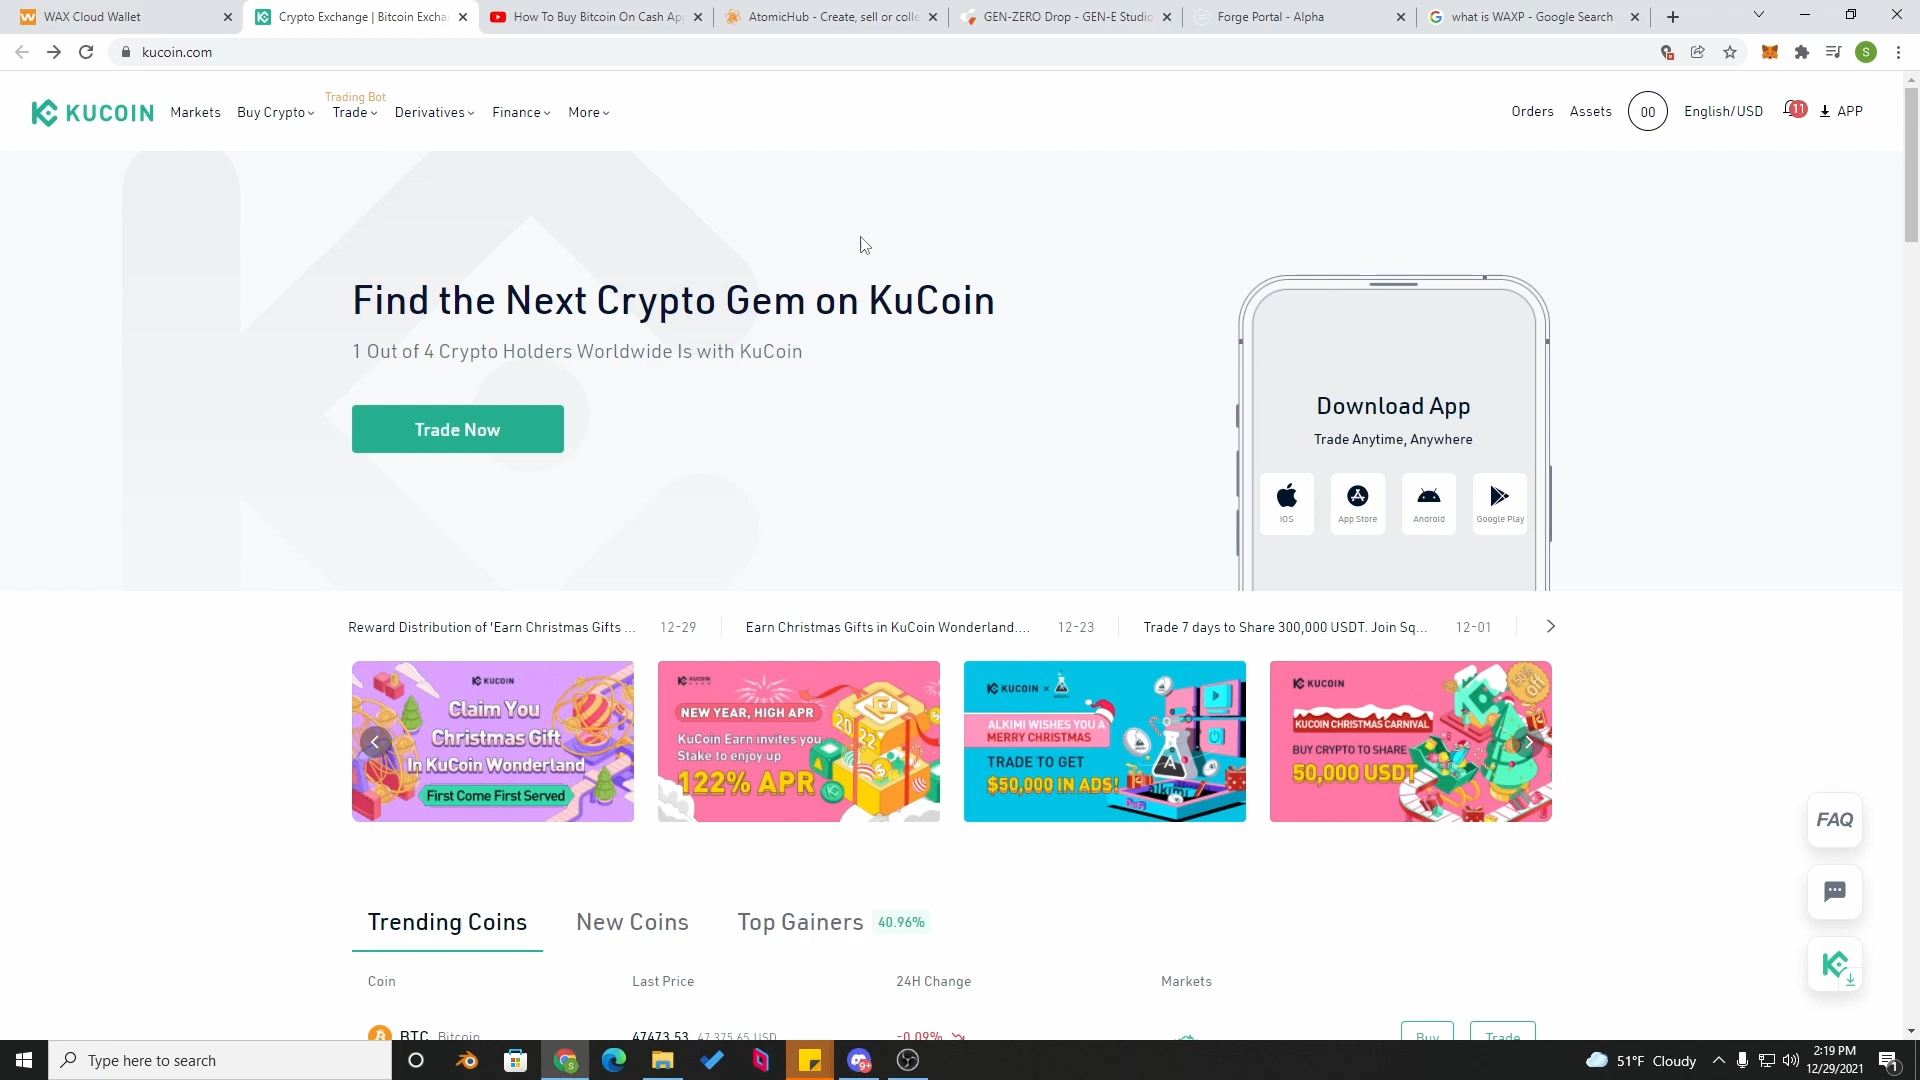 WAX Cloud Wallet
Crypto Exchange | Bitcoin Excha
How To Buy Bitcoin On Cash Ap
AtomicHub - Create, sell or colle
GEN-ZERO Drop - GEN-E Studio
Forge Portal - Alpha
what is WAXP - Google Search
kucoin.com
S
KUCOIN
Markets
Buy Crypto
Trading Bot
Trade
Derivatives
Finance
More
Orders
Assets
00
English/USD
11
APP
Find the Next Crypto Gem on KuCoin
1 Out of 4 Crypto Holders Worldwide Is with KuCoin
Trade Now
Download App
Trade Anytime, Anywhere
IOS
App Store
Android
Google Play
Reward Distribution of 'Earn Christmas Gifts ...
12-29
Earn Christmas Gifts in KuCoin Wonderland....
12-23
Trade 7 days to Share 300,000 USDT. Join Sq...
12-01
KUCOIN
Claim You
Christmas Gift
In KuCoin Wonderland
First Come First Served
KUCOIN
NEW YEAR, HIGH APR
KuCoin Earn invites you
Stake to enjoy up
122% APR
2022
KUCOIN ×
ALKIMI WISHES YOU A
MERRY CHRISTMAS
TRADE TO GET
$50,000 IN ADS!
alkimi
KUCOIN
KUCOIN CHRISTMAS CARNIVAL
BUY CRYPTO TO SHARE
50,000 USDT
FAQ
Trending Coins
New Coins
Top Gainers
40.96%
Coin
Last Price
24H Change
Markets
BTC Bitcoin
47473.53
47,375.65 USD
-0.09%
Buy
Trade
Type here to search
9+
51°F Cloudy
2:19 PM
12/29/2021
1